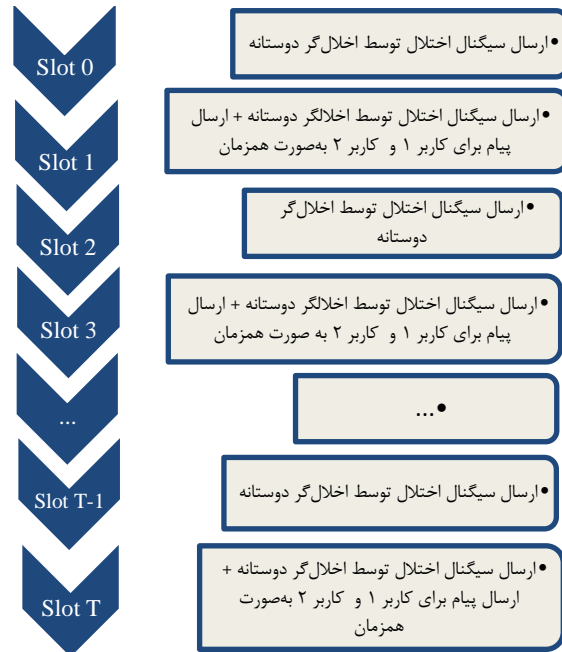 Slot 0
•ارسال سیگنال اختلال توسط اخلال‌گر دوستانه
Slot 1
•ارسال سیگنال اختلال توسط اخلالگر دوستانه + ارسال
پیام برای کاربر ۱ و کاربر ۲ به‌صورت همزمان
Slot 2
•ارسال سیگنال اختلال توسط اخلال‌گر
دوستانه
Slot 3
•ارسال سیگنال اختلال توسط اخلالگر دوستانه + ارسال
پیام برای کاربر ۱ و کاربر ۲ به صورت همزمان
...
•...
Slot T-1
•ارسال سیگنال اختلال توسط اخلال‌گر دوستانه
Slot T
•ارسال سیگنال اختلال توسط اخلال‌گر دوستانه +
ارسال پیام برای کاربر ۱ و کاربر ۲ به‌صورت
همزمان